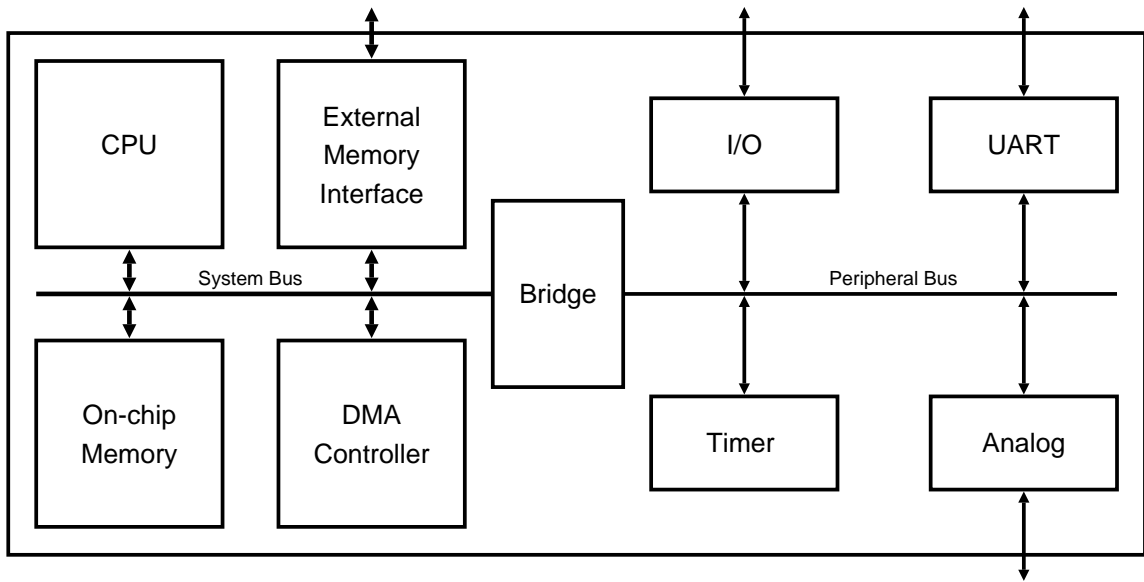 CPU
External
Memory
Interface
I/O
UART
System Bus
Bridge
Peripheral Bus
On-chip
Memory
DMA
Controller
Timer
Analog